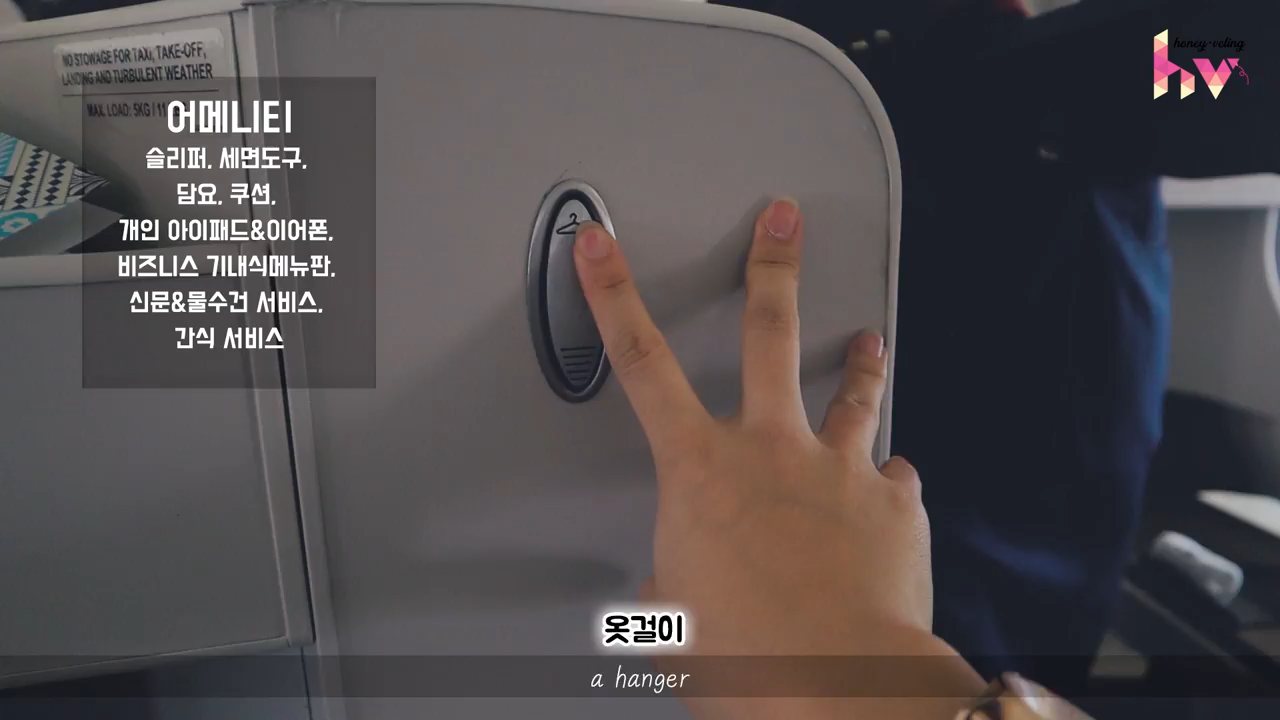 NO STOWAGE FOR TAXI, TAKE-OFF,
LANDING AND TURBULENT WEATHER
MAX. LOAD: 5KG / 11
어메니티
슬리퍼, 세면도구,
담요, 쿠션,
개인 아이패드&이어폰,
비즈니스 기내식메뉴판,
신문&물수건 서비스,
간식 서비스
honey-veling
hv
옷걸이
a hanger